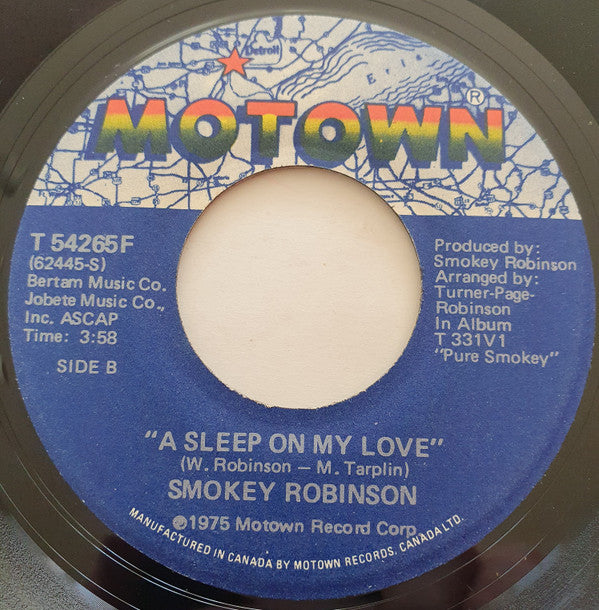 Detroit
Erie
MOTOWN®
T 54265F
(62445-S)
Bertam Music Co.
Jobete Music Co.,
Inc. ASCAP
Time: 3:58
SIDE B
Produced by:
Smokey Robinson
Arranged by:
Turner-Page-
Robinson
In Album
T 331V1
"Pure Smokey"
"A SLEEP ON MY LOVE"
(W. Robinson — M. Tarplin)
SMOKEY ROBINSON
℗1975 Motown Record Corp.
MANUFACTURED IN CANADA BY MOTOWN RECORDS, CANADA LTD.